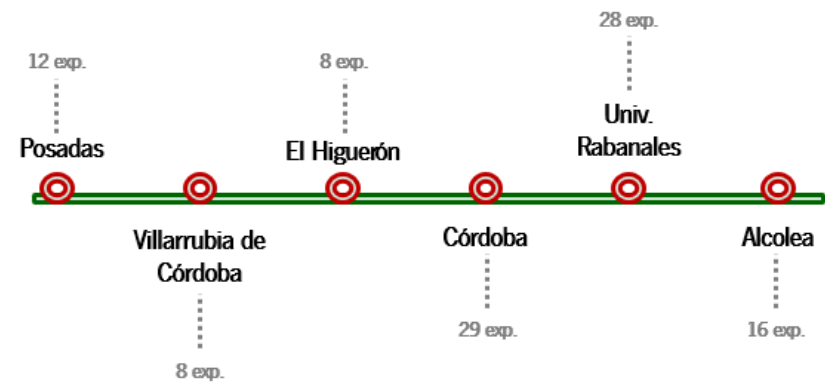 12 exp.
Posadas
Villarrubia de
Córdoba
8 exp.
8 exp.
El Higuerón
Córdoba
29 exp.
28 exp.
Univ.
Rabanales
Alcolea
16 exp.